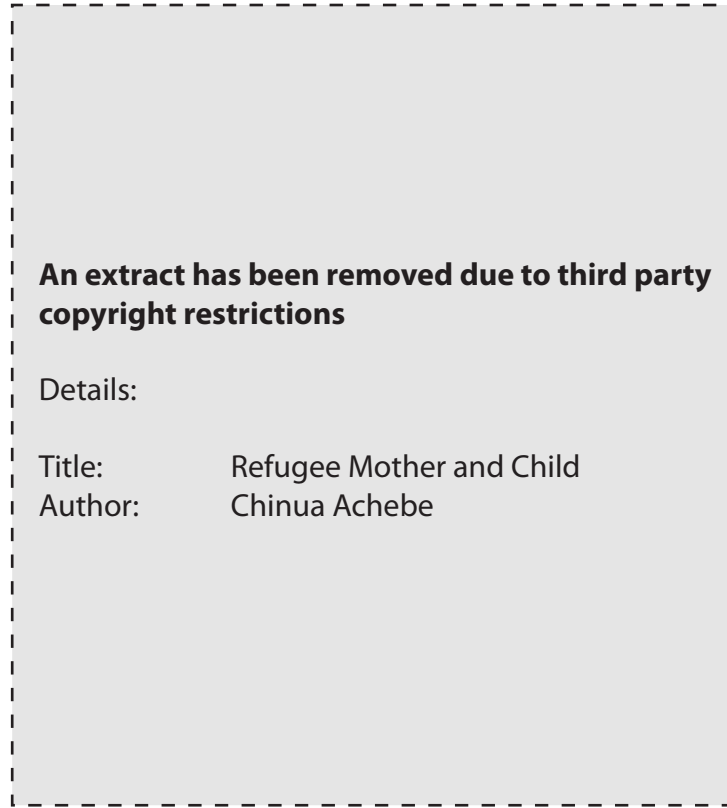 An extract has been removed due to third party
copyright restrictions
Details:
Title: Refugee Mother and Child
Author: Chinua Achebe